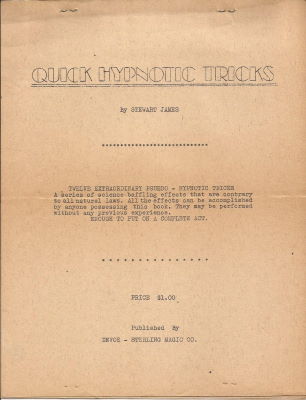 QUICK HYPNOTIC TRICKS
by STEWART JAMES
TWELVE EXTRAORDINARY PSUEDO - HYPNOTIC TRICKS
A series of science baffling effects that are contrary
to all natural laws. All the effects can be accomplished
by anyone possessing this book. They may be performed
without any previous experience.
ENOUGH TO PUT ON A COMPLETE ACT.
PRICE $1.00
Published By
DEVOE - STERLING MAGIC CO.